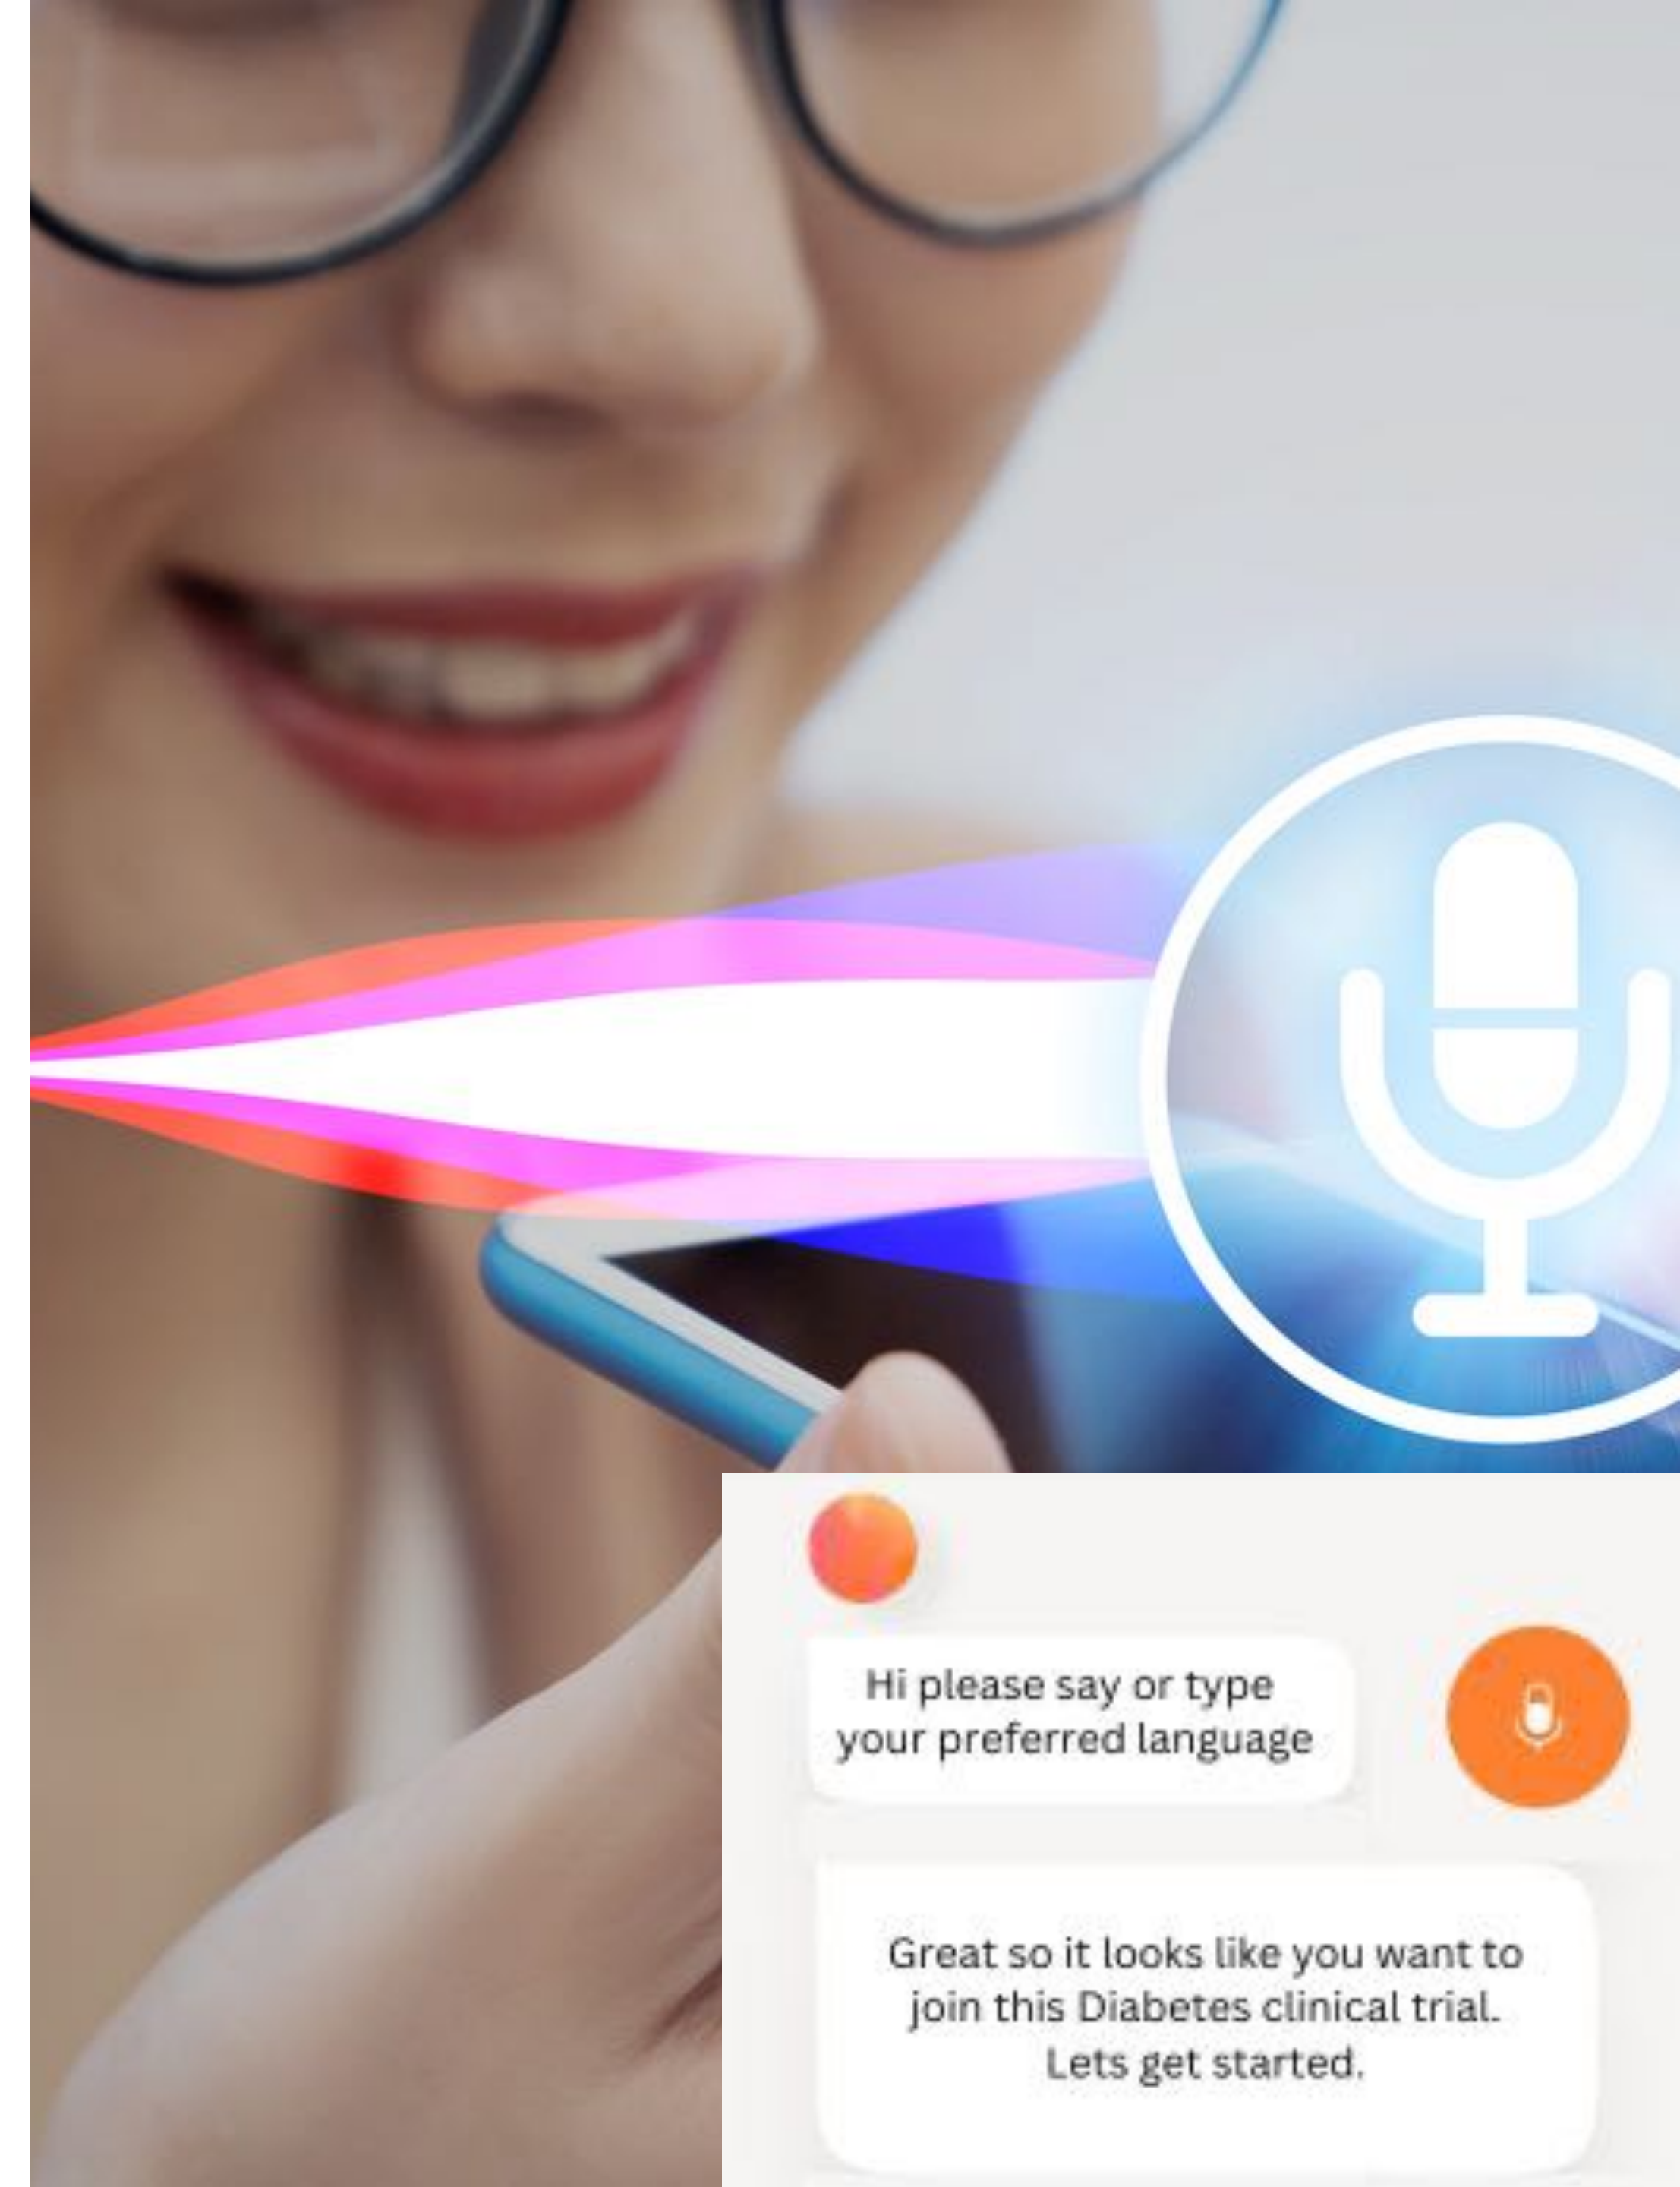 Hi please say or type
your preferred language
Great so it looks like you want to
join this Diabetes clinical trial.
Lets get started.